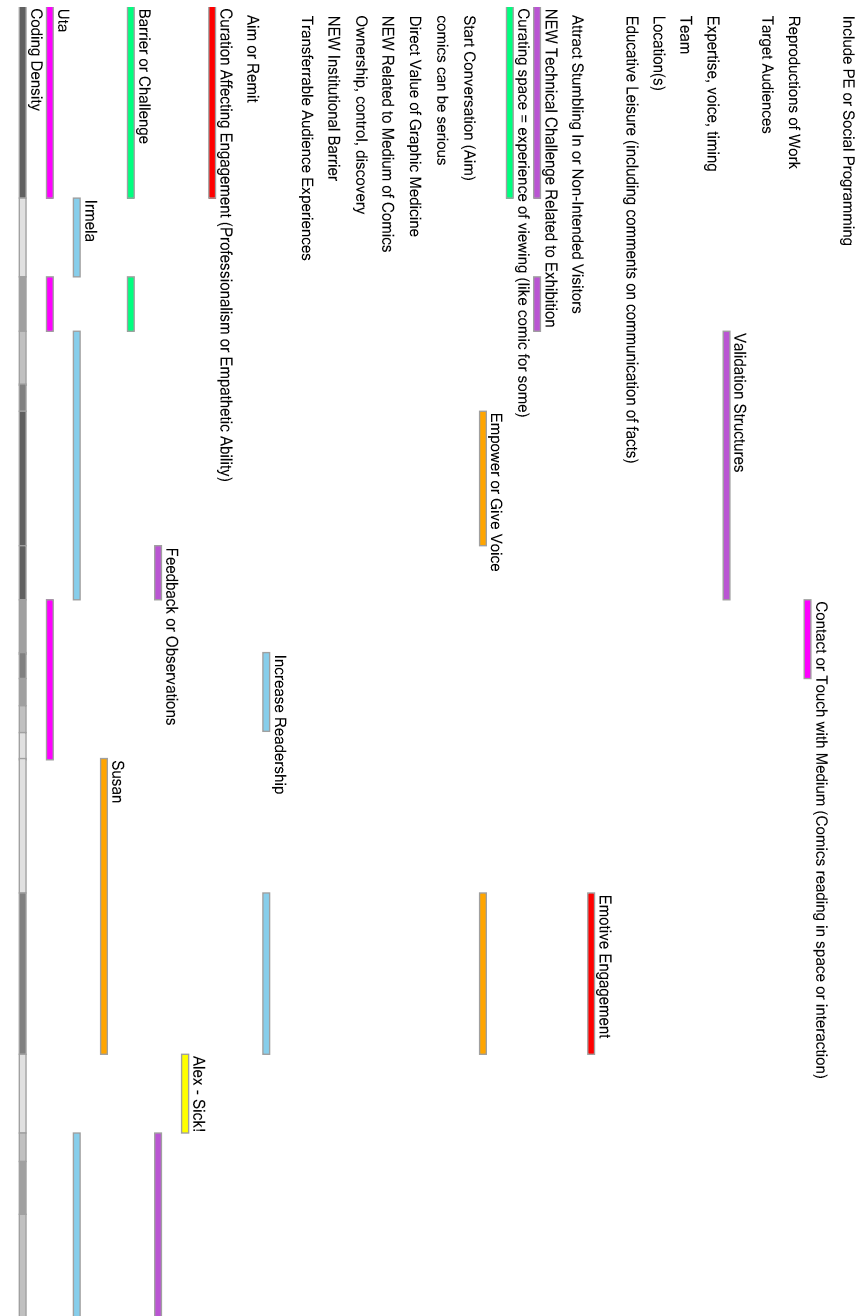 Include PE or Social Programming
Contact or Touch with Medium (Comics reading in space or interaction)
Reproductions of Work
Target Audiences
Validation Structures
Expertise, voice, timing
Team
Location(s)
Educative Leisure (including comments on communication of facts)
Emotive Engagement
Attract Stumbling In or Non-Intended Visitors
NEW Technical Challenge Related to Exhibition
Curating space = experience of viewing (like comic for some)
Empower or Give Voice
Start Conversation (Aim)
comics can be serious
Direct Value of Graphic Medicine
NEW Related to Medium of Comics
Ownership, control, discovery
NEW Institutional Barrier
Transferrable Audience Experiences
Increase Readership
Aim or Remit
Curation Affecting Engagement (Professionalism or Empathetic Ability)
Alex - Sick!
Feedback or Observations
Barrier or Challenge
Susan
Irmela
Uta
Coding Density